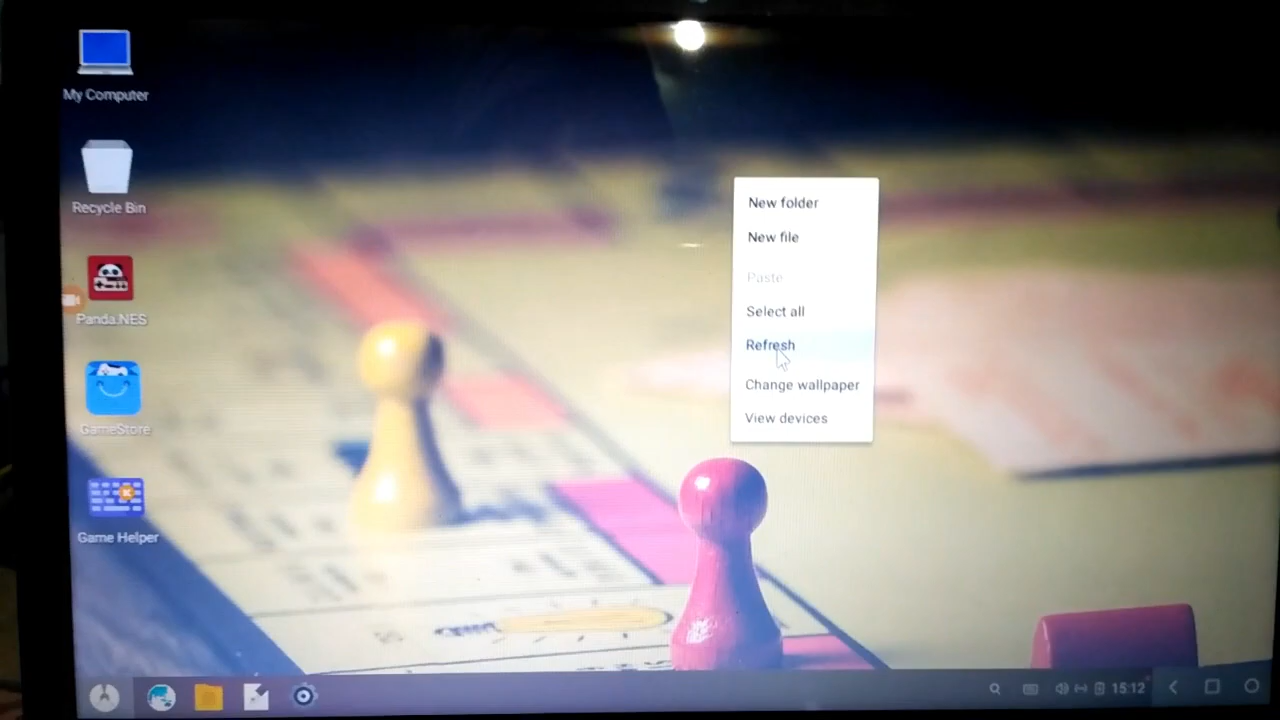 My Computer
Recycle Bin
Panda.NES
GameStore
Game Helper
New folder
New file
Paste
Select all
Refresh
Change wallpaper
View devices
15:12